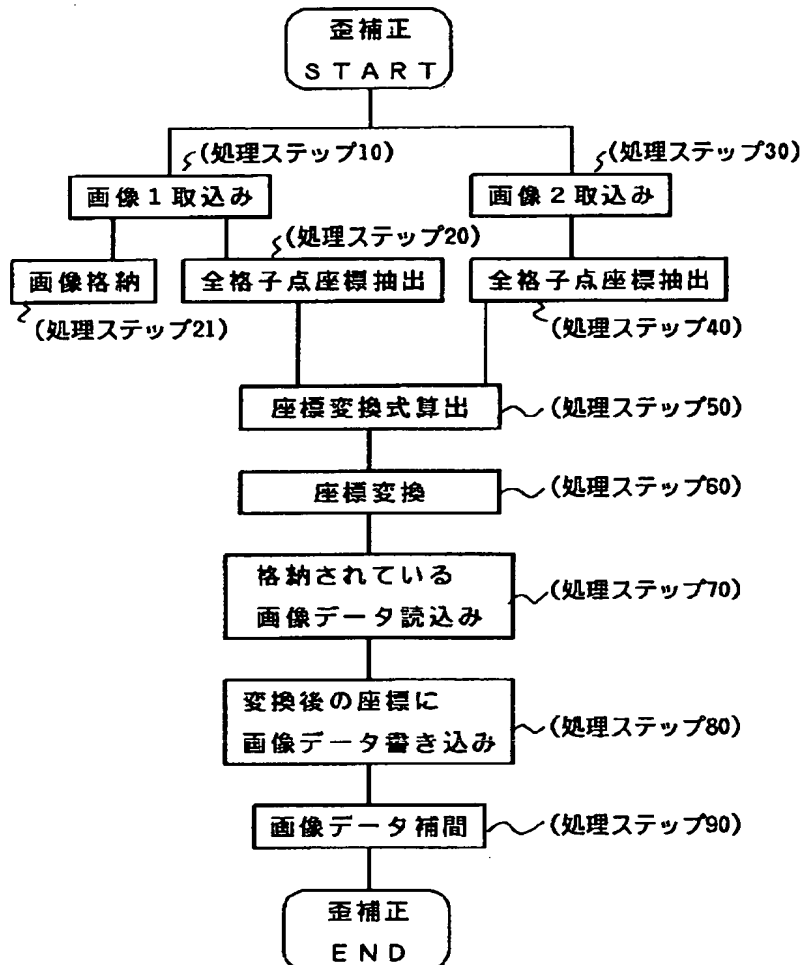 歪補正
START
(処理ステップ10)
(処理ステップ30)
画像1取込み
画像2取込み
(処理ステップ20)
画像格納
全格子点座標抽出
全格子点座標抽出
(処理ステップ21)
(処理ステップ40)
座標変換式算出
(処理ステップ50)
座標変換
(処理ステップ60)
格納されている
画像データ読込み
(処理ステップ70)
変換後の座標に
画像データ書き込み
(処理ステップ80)
画像データ補間
(処理ステップ90)
歪補正
END